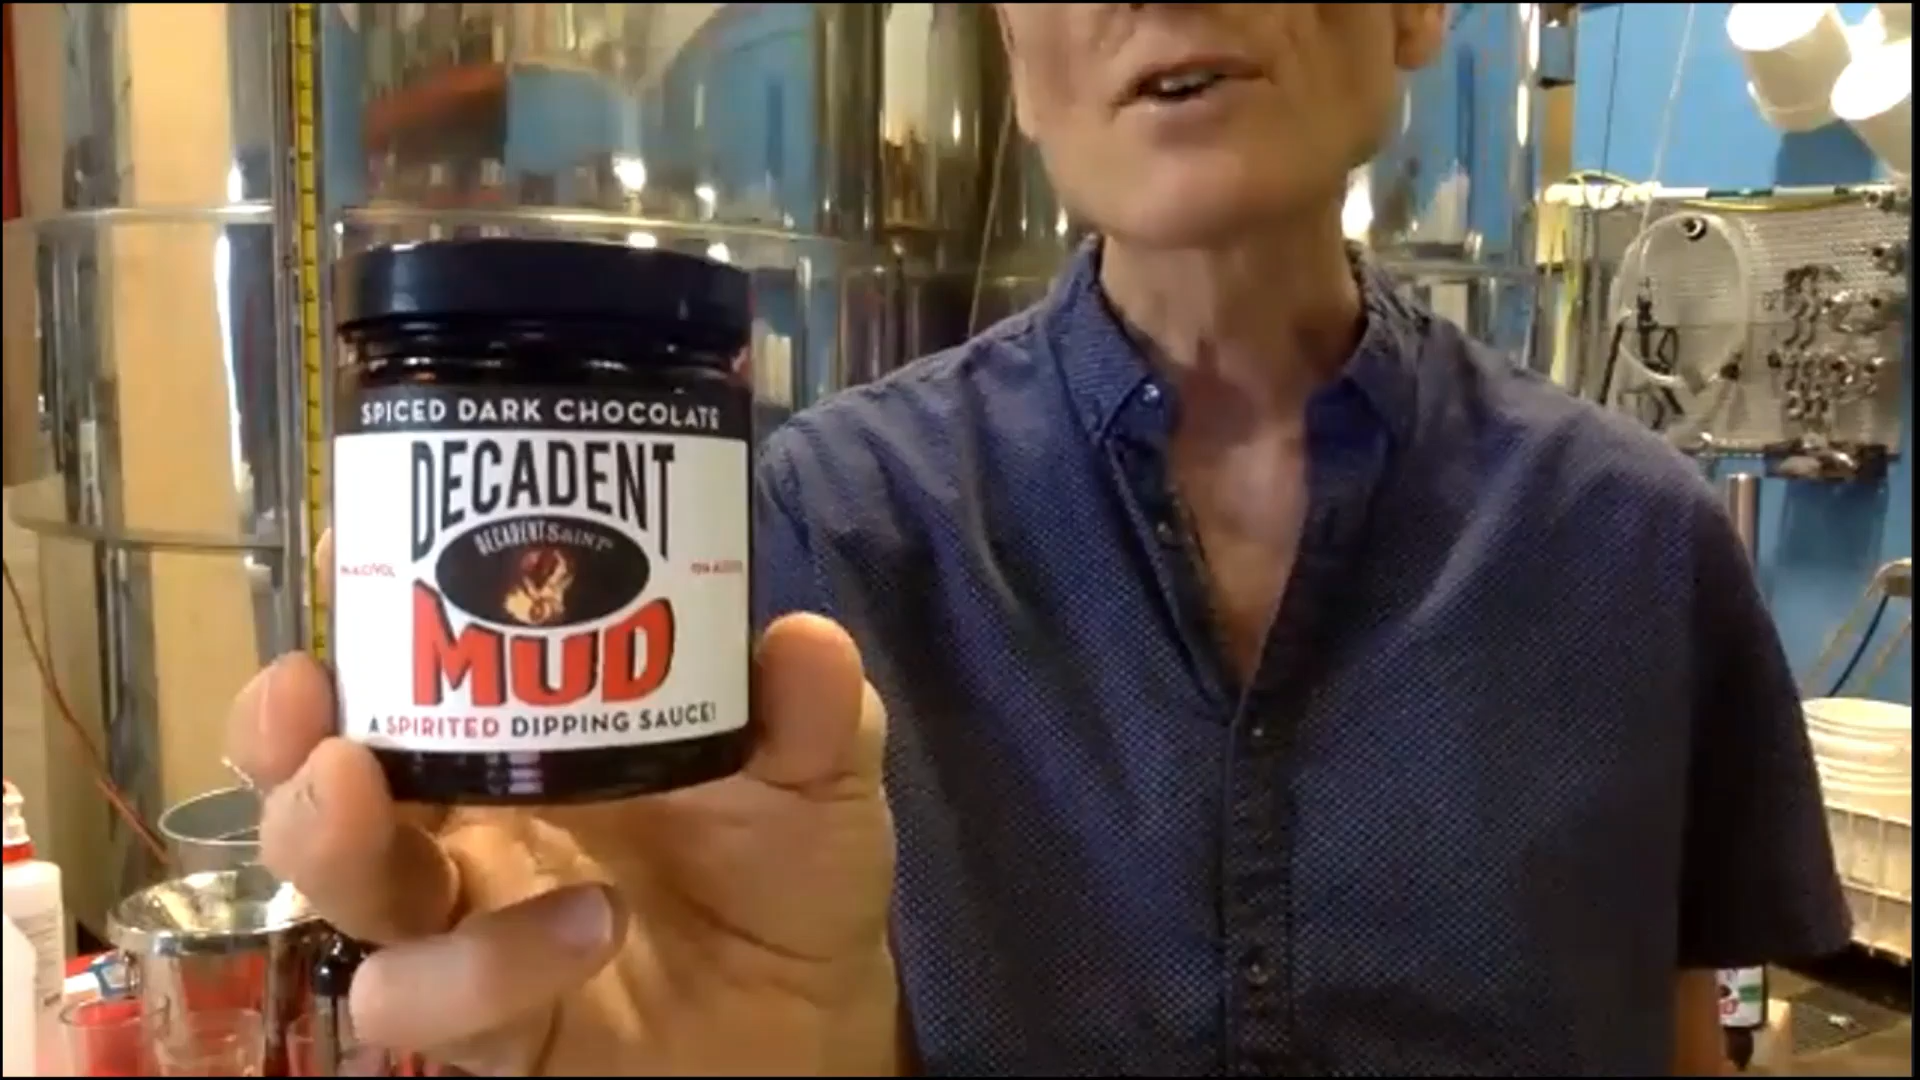 SPICED DARK CHOCOLATE
DECADENT
DECADENT SAINT
MUD
A SPIRITED DIPPING SAUCE!